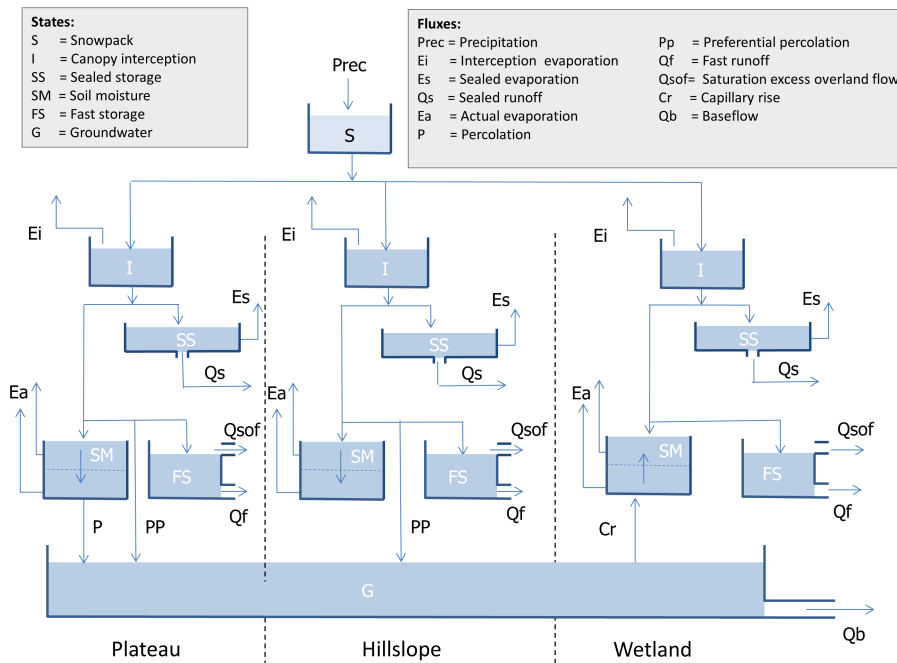 States:
S = Snowpack
I = Canopy interception
SS = Sealed storage
SM = Soil moisture
FS = Fast storage
G = Groundwater
Fluxes:
Prec = Precipitation
Ei = Interception evaporation
Es = Sealed evaporation
Qs = Sealed runoff
Ea = Actual evaporation
P = Percolation
Pp = Preferential percolation
Qf = Fast runoff
Qsof= Saturation excess overland flow
Cr = Capillary rise
Qb = Baseflow
Prec
S
Ei
Ei
Ei
I
I
I
Es
Es
Es
SS
SS
SS
Qs
Qs
Qs
Ea
Ea
Ea
Qsof
Qsof
Qsof
SM
FS
SM
FS
SM
FS
Qf
Qf
Qf
P
PP
PP
Cr
G
Qb
Plateau
Hillslope
Wetland